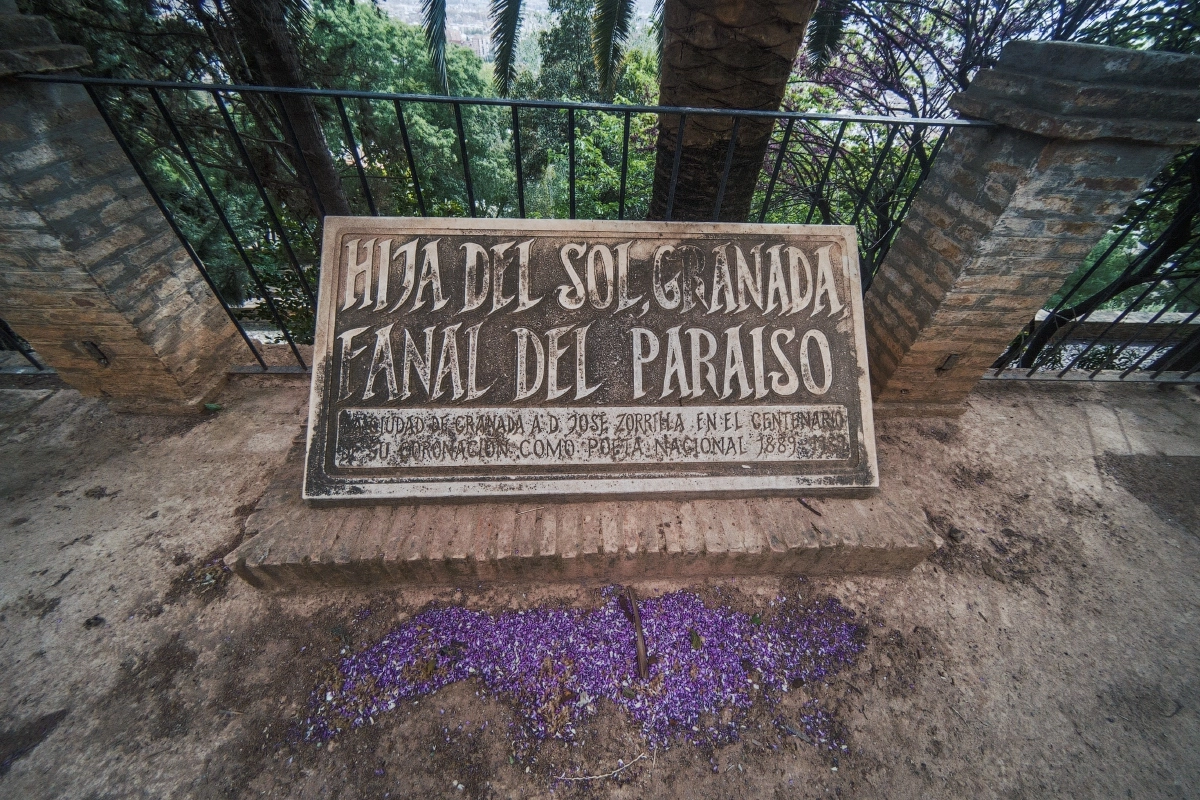 HIJA DEL SOL, GRANADA,
FANAL DEL PARAISO
CIUDAD DE GRANADA A D. JOSE ZORRILLA EN EL CENTENARIO
SU CORONACION COMO POETA NACIONAL 1889-